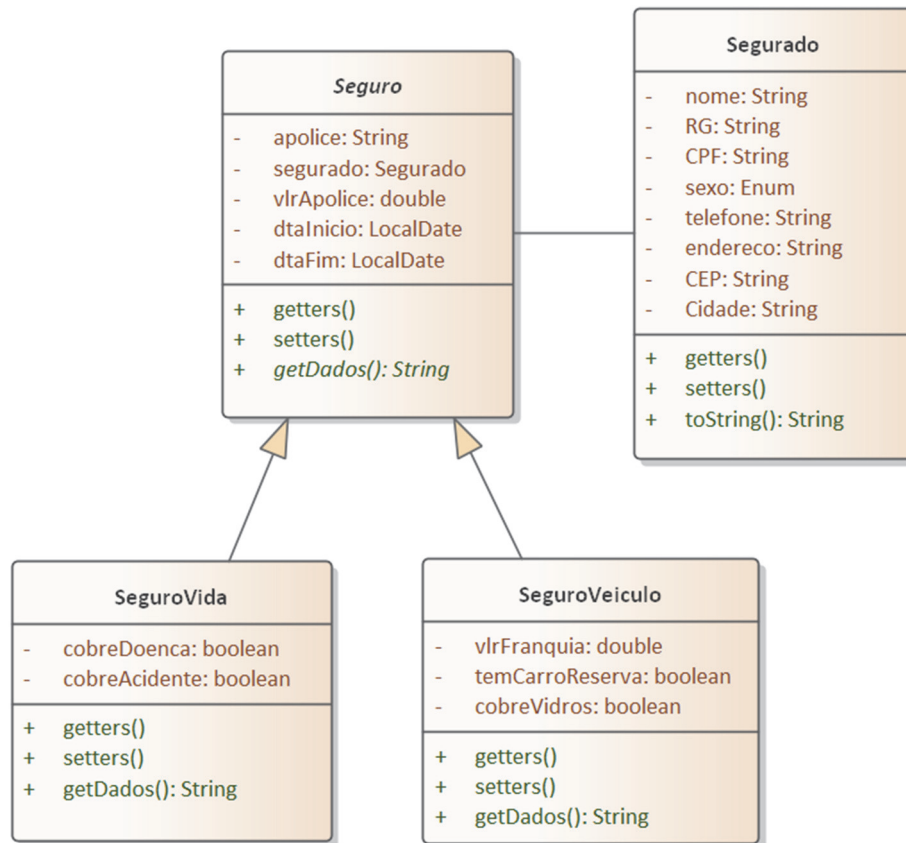 Seguro
- apolice: String
- segurado: Segurado
- vlrApolice: double
- dtaInicio: LocalDate
- dtaFim: LocalDate
+ getters()
+ setters()
+ getDados(): String
Segurado
- nome: String
- RG: String
- CPF: String
- sexo: Enum
- telefone: String
- endereco: String
- CEP: String
- Cidade: String
+ getters()
+ setters()
+ toString(): String
SeguroVida
- cobreDoenca: boolean
- cobreAcidente: boolean
+ getters()
+ setters()
+ getDados(): String
SeguroVeiculo
- vlrFranquia: double
- temCarroReserva: boolean
- cobreVidros: boolean
+ getters()
+ setters()
+ getDados(): String